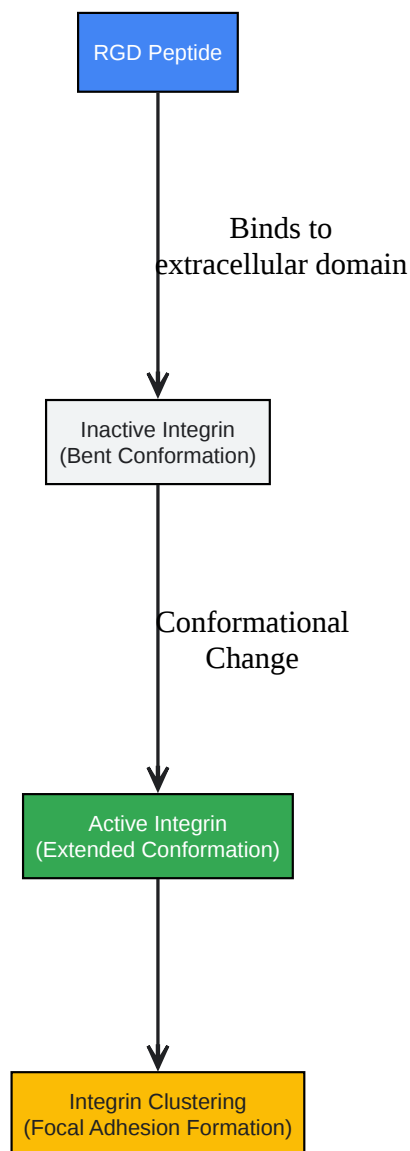 RGD Peptide
Binds to
extracellular domain
Inactive Integrin
(Bent Conformation)
Conformational
Change
Active Integrin
(Extended Conformation)
Integrin Clustering
(Focal Adhesion Formation)